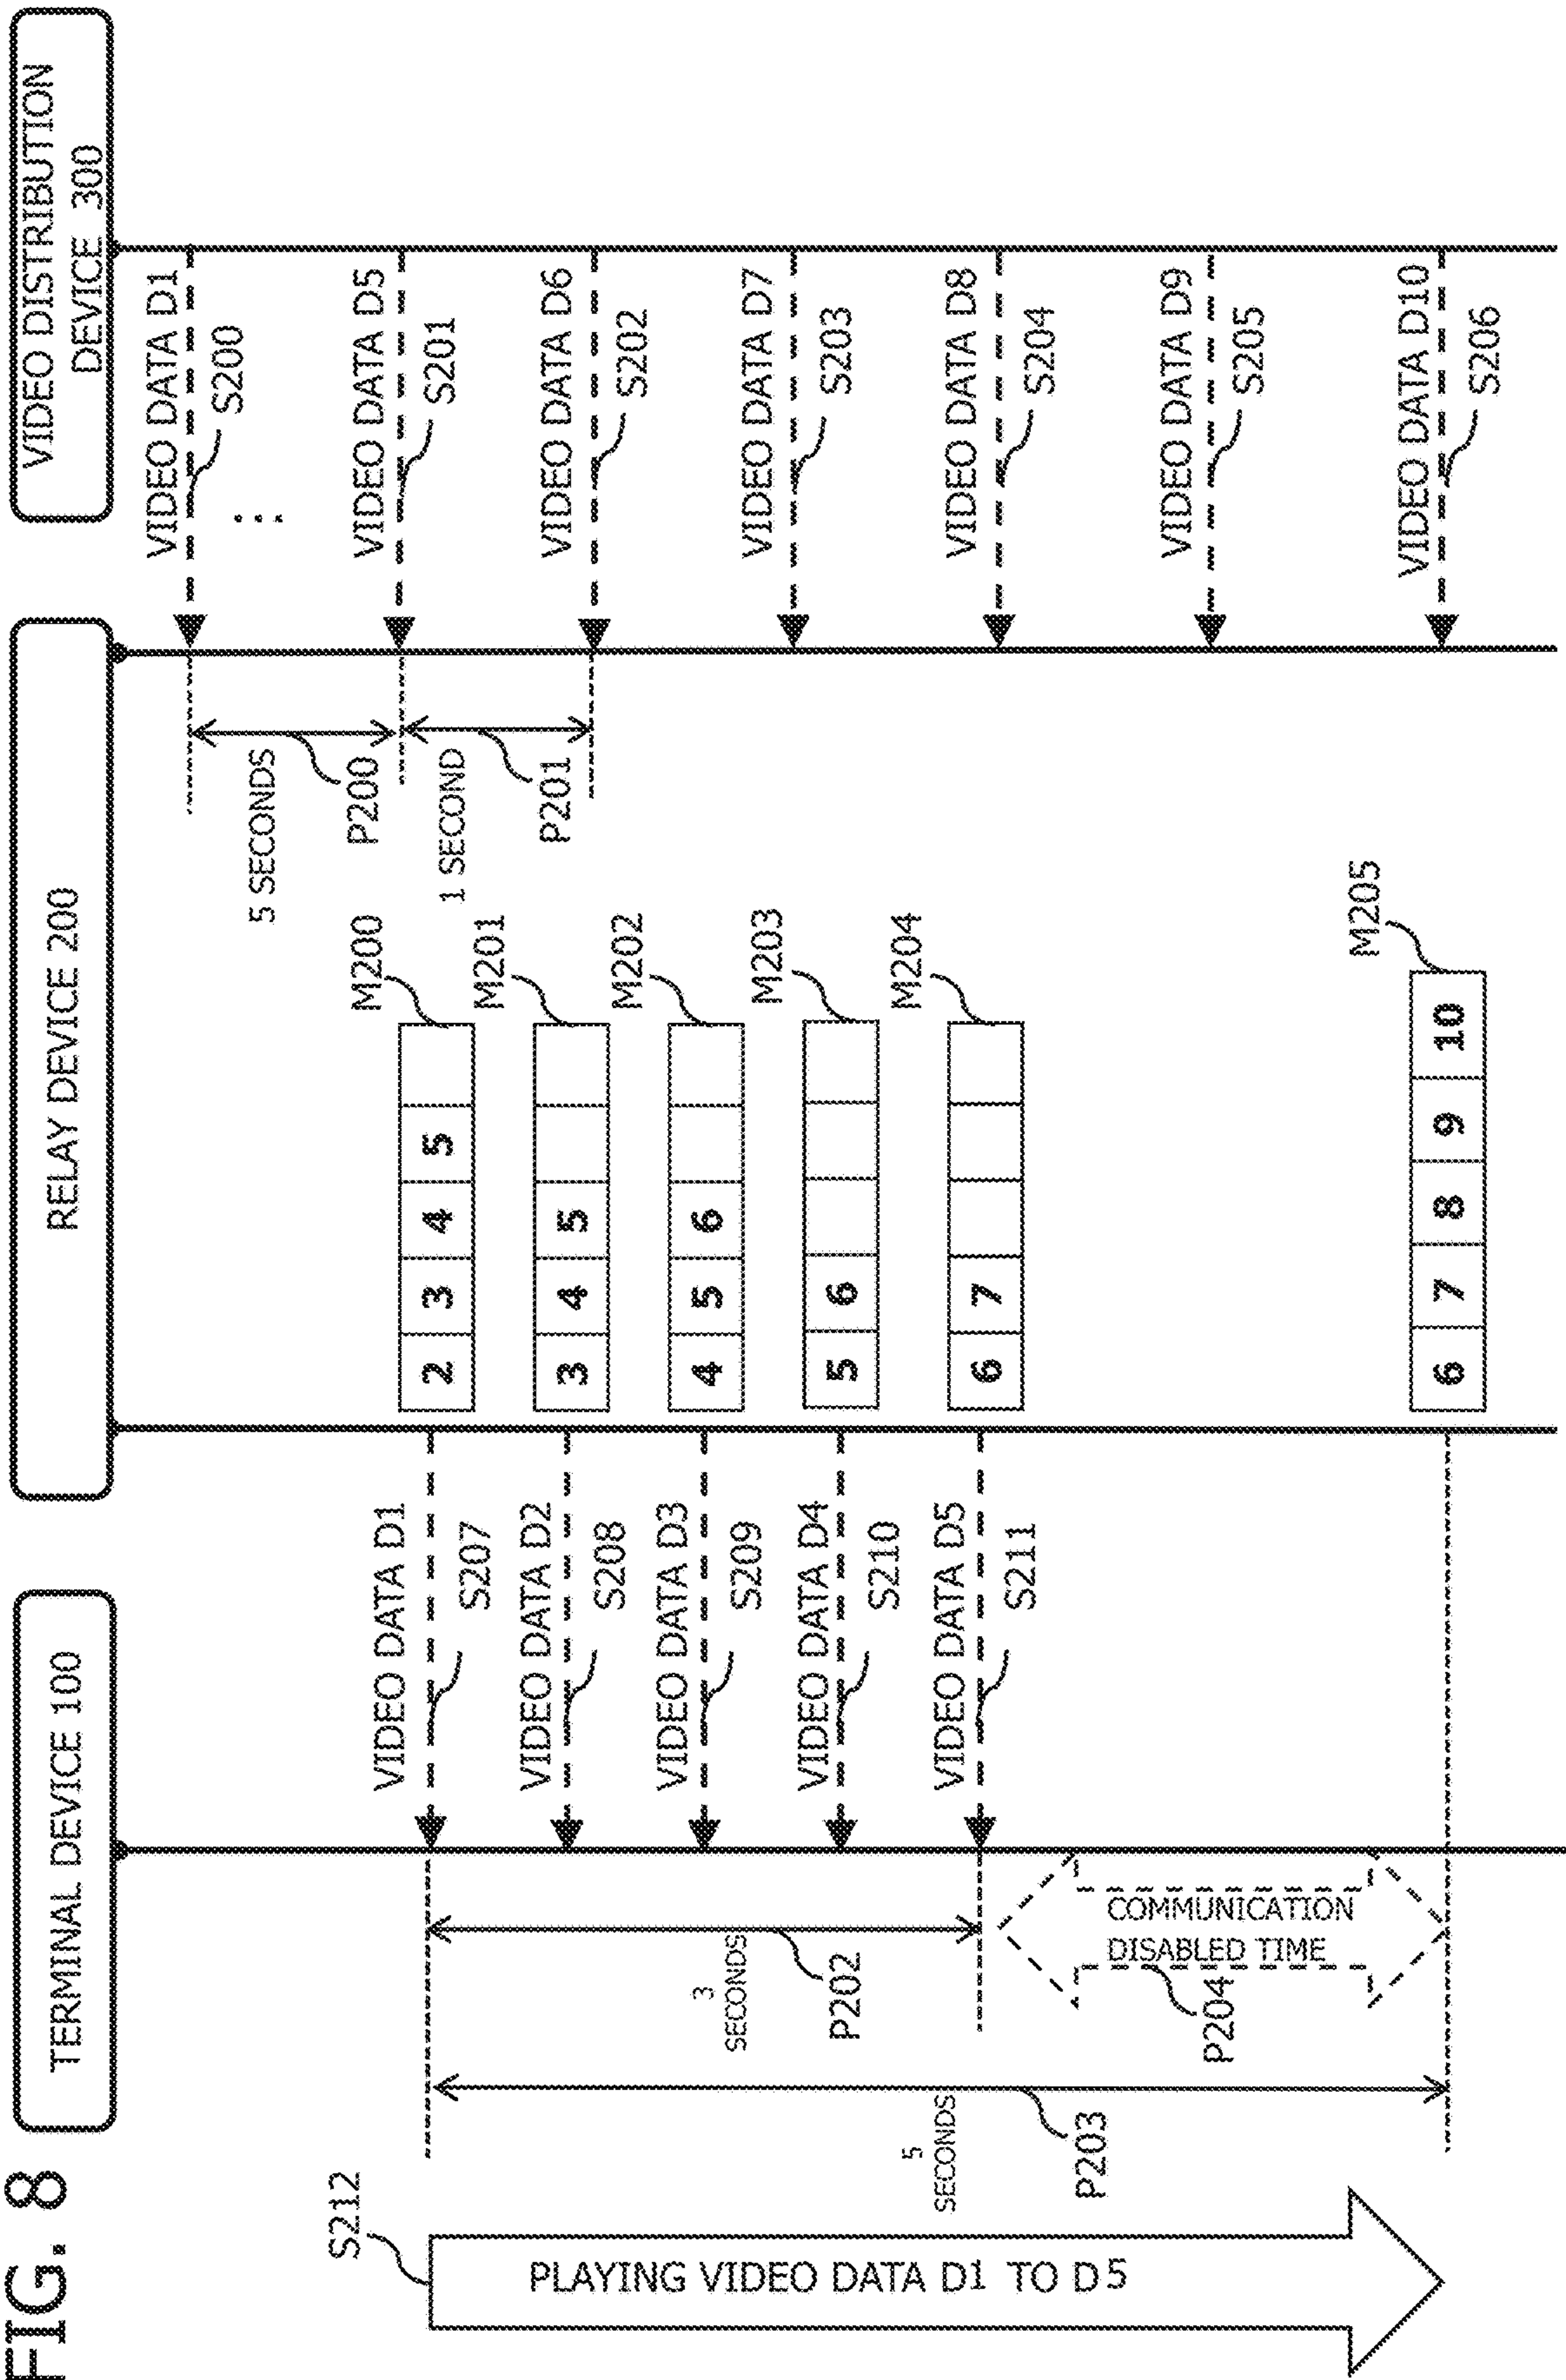 FIG. 8
TERMINAL DEVICE 100
RELAY DEVICE 200
VIDEO DISTRIBUTION
DEVICE 300
VIDEO DATA D1
S200
⋮
VIDEO DATA D5
S201
VIDEO DATA D6
S202
VIDEO DATA D7
S203
VIDEO DATA D8
S204
VIDEO DATA D9
S205
VIDEO DATA D10
S206
5 SECONDS
P200
1 SECOND
P201
M200
2 3 4 5
M201
3 4 5
M202
4 5 6
M203
5 6
M204
6 7
M205
6 7 8 9 10
VIDEO DATA D1
S207
VIDEO DATA D2
S208
VIDEO DATA D3
S209
VIDEO DATA D4
S210
VIDEO DATA D5
S211
3
SECONDS
P202
COMMUNICATION
DISABLED TIME
P204
5
SECONDS
P203
S212
PLAYING VIDEO DATA D1 TO D5